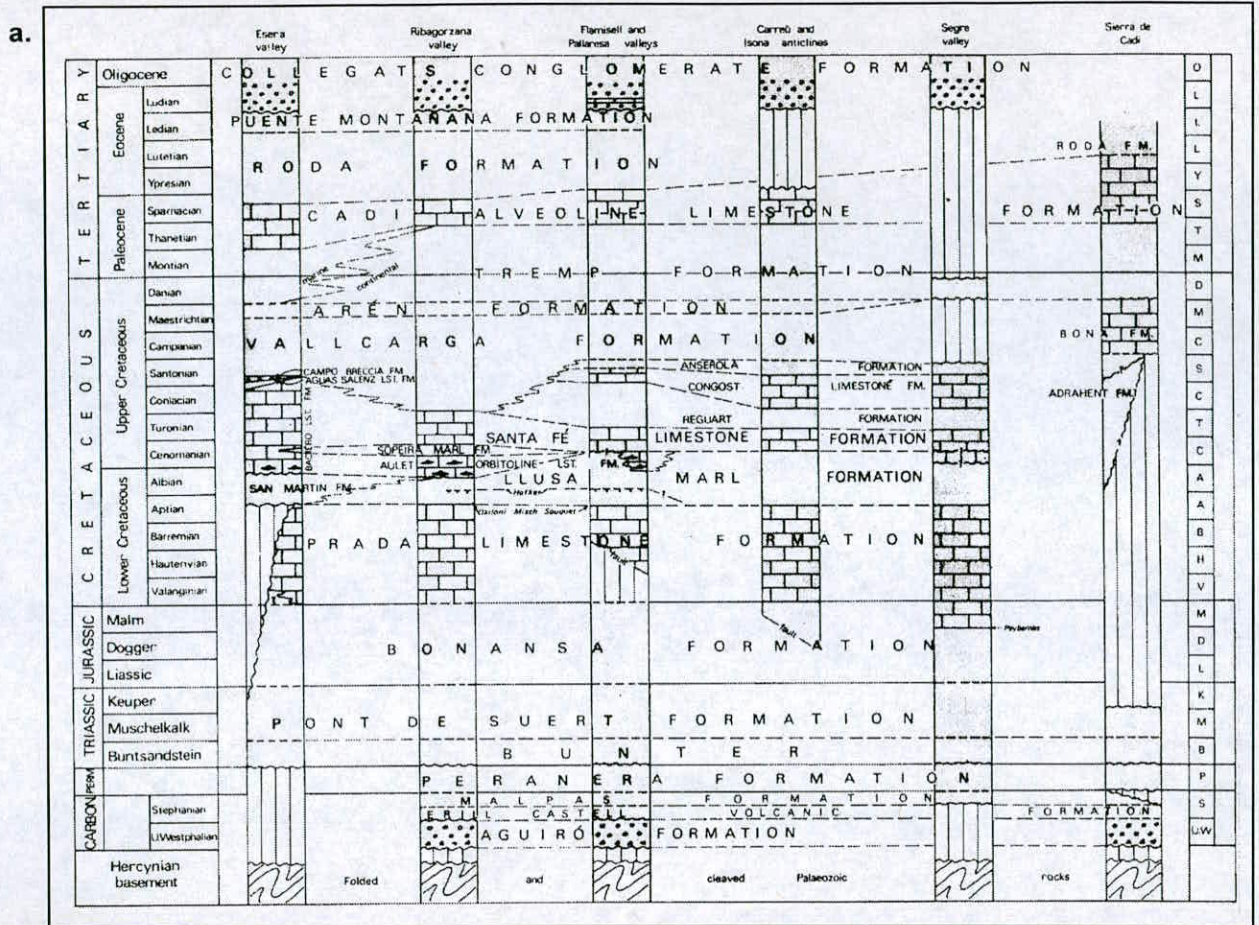 a.
Esera valley
Ribagorzana valley
Flamisell and Pallaresa valleys
Carreù and Isona anticlines
Segre valley
Sierra de Cadi
TERTIARY
Oligocene
COLLEGATS CONGLOMERATE FORMATION
O
Eocene
Ludian
L
PUENTE MONTAÑANA FORMATION
Ledian
L
Lutetian
RODA FORMATION
RODA FM.
L
Ypresian
Y
Paleocene
Sparnacian
CADI ALVEOLINE LIMESTONE FORMATION
S
Thanetian
T
marine
continental
Montian
TREMP FORMATION
M
CRETACEOUS
Upper Cretaceous
Danian
D
AREN FORMATION
Maestrichtian
M
Campanian
VALLCARGA FORMATION
BONA FM.
C
Santonian
CAMPO BRECCIA FM.
AGUAS SALENZ LST. FM.
ANSEROLA FORMATION
S
Coniacian
CONGOST LIMESTONE FM.
ADRAHENT FM.
C
Turonian
REGUART FORMATION
T
SANTA FÉ LIMESTONE FORMATION
Cenomanian
SOPEIRA MARL FM.
C
AULET ORBITOLINE LST. FM.
Lower Cretaceous
Albian
SAN MARTIN FM.
LLUSA MARL FORMATION
A
Aptian
A
Barremian
PRADA LIMESTONE FORMATION
B
Hauterivian
H
Valanginian
V
JURASSIC
Malm
M
Dogger
BONANSA FORMATION
fault
D
Liassic
L
TRIASSIC
Keuper
K
Muschelkalk
PONT DE SUERT FORMATION
M
Buntsandstein
BUNTER
B
PERM.
PERANERA FORMATION
P
CARBON.
MALPAS FORMATION
Stephanian
ERILL CASTELL VOLCANIC FORMATION
S
U.Westphalian
AGUIRÓ FORMATION
U.W
Hercynian basement
Folded and cleaved Palaeozoic rocks